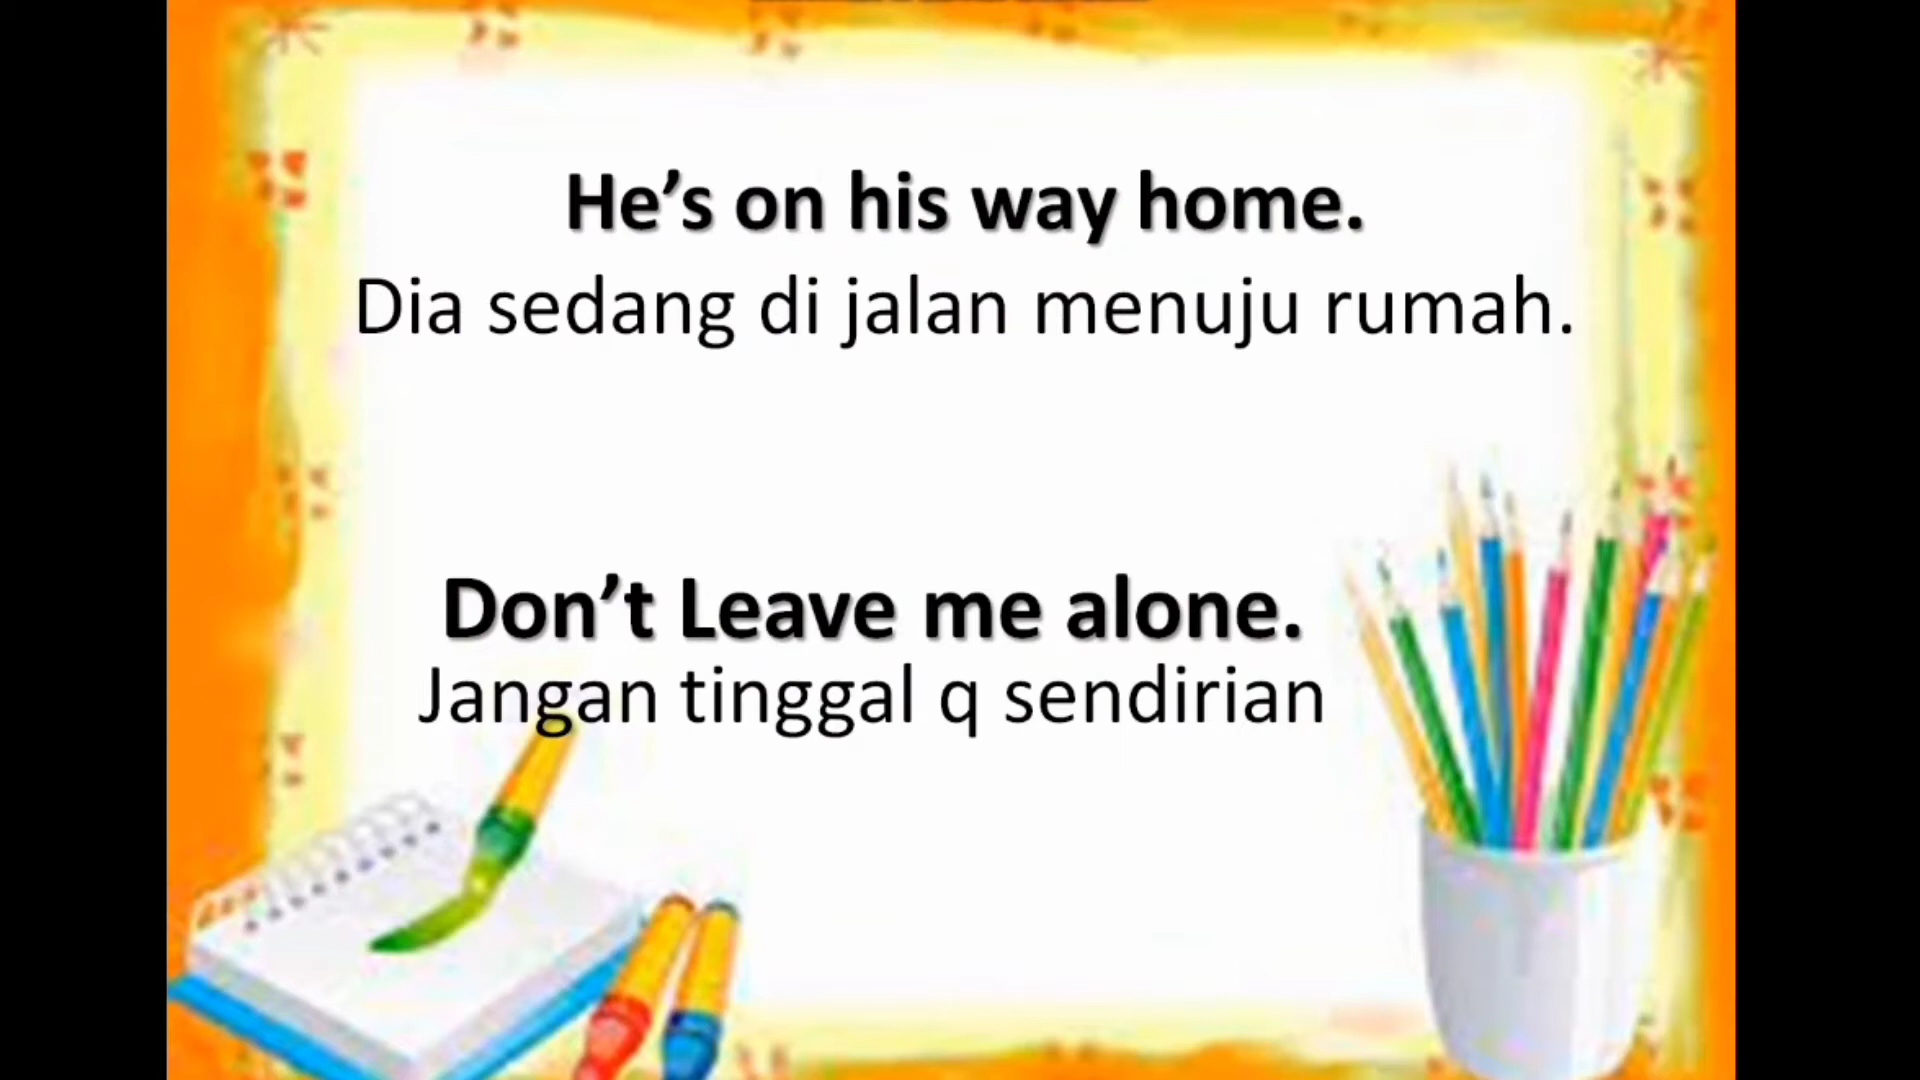 He’s on his way home.
Dia sedang di jalan menuju rumah.
Don’t Leave me alone.
Jangan tinggal q sendirian